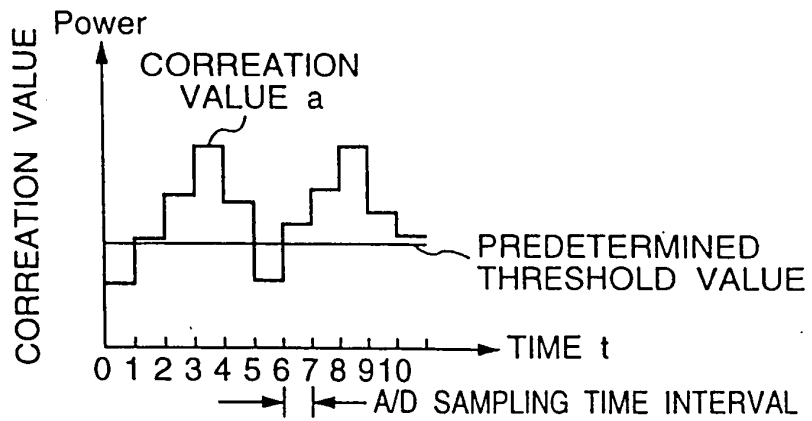 Power
CORREATION VALUE
CORREATION
VALUE a
PREDETERMINED
THRESHOLD VALUE
TIME t
0 1 2 3 4 5 6 7 8 9 10
A/D SAMPLING TIME INTERVAL